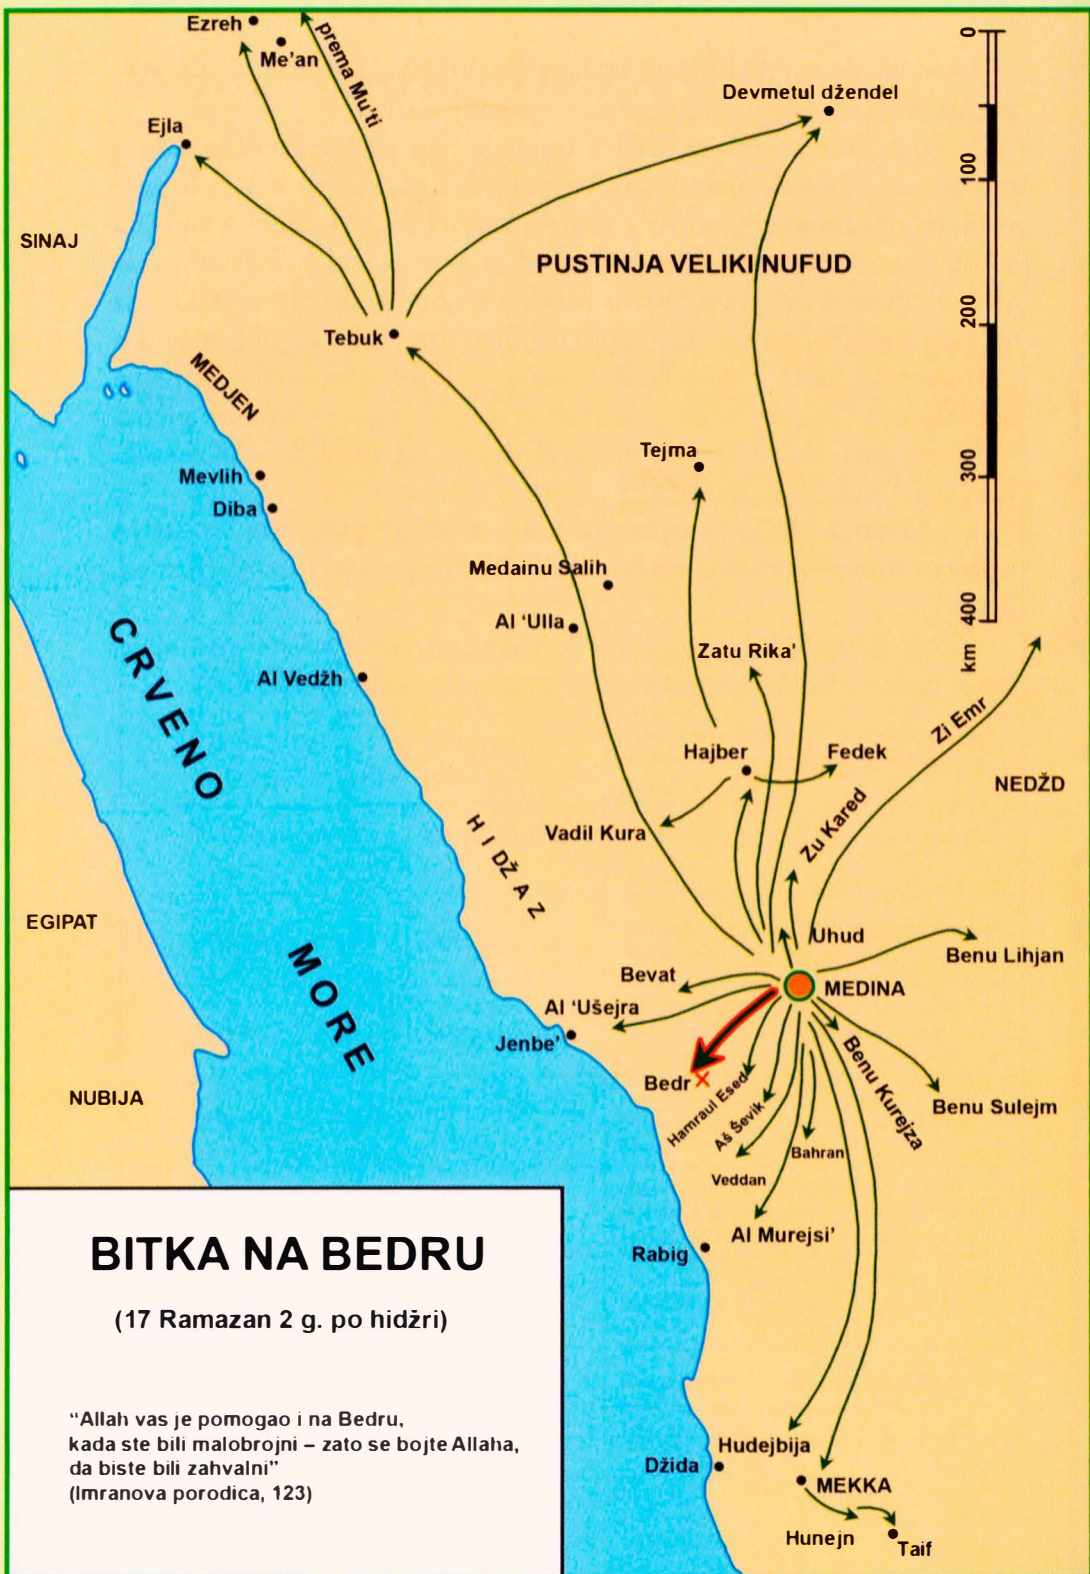 Ezreh
Me'an
prema Mu'ti
Ejla
Devmetul džendel
0
100
200
300
400
km
SINAJ
PUSTINJA VELIKI NUFUD
Tebuk
MEDJEN
Mevlih
Diba
Tejma
Medainu Salih
Al 'Ulla
Zatu Rika'
Al Vedžh
CRVENO
MORE
Hajber
Fedek
Zi Emr
NEDŽD
Vadil Kura
Zu Kared
HIDŽAZ
EGIPAT
Uhud
Benu Lihjan
Bevat
MEDINA
Al 'Ušejra
Jenbe'
Bedr
Hamraul Esed
Aš Ševik
Benu Kurejza
Benu Sulejm
NUBIJA
Bahran
Veddan
Al Murejsi'
Rabig
BITKA NA BEDRU
(17 Ramazan 2 g. po hidžri)
“Allah vas je pomogao i na Bedru,
kada ste bili malobrojni – zato se bojte Allaha,
da biste bili zahvalni”
(Imranova porodica, 123)
Hudejbija
Džida
MEKKA
Hunejn
Taif